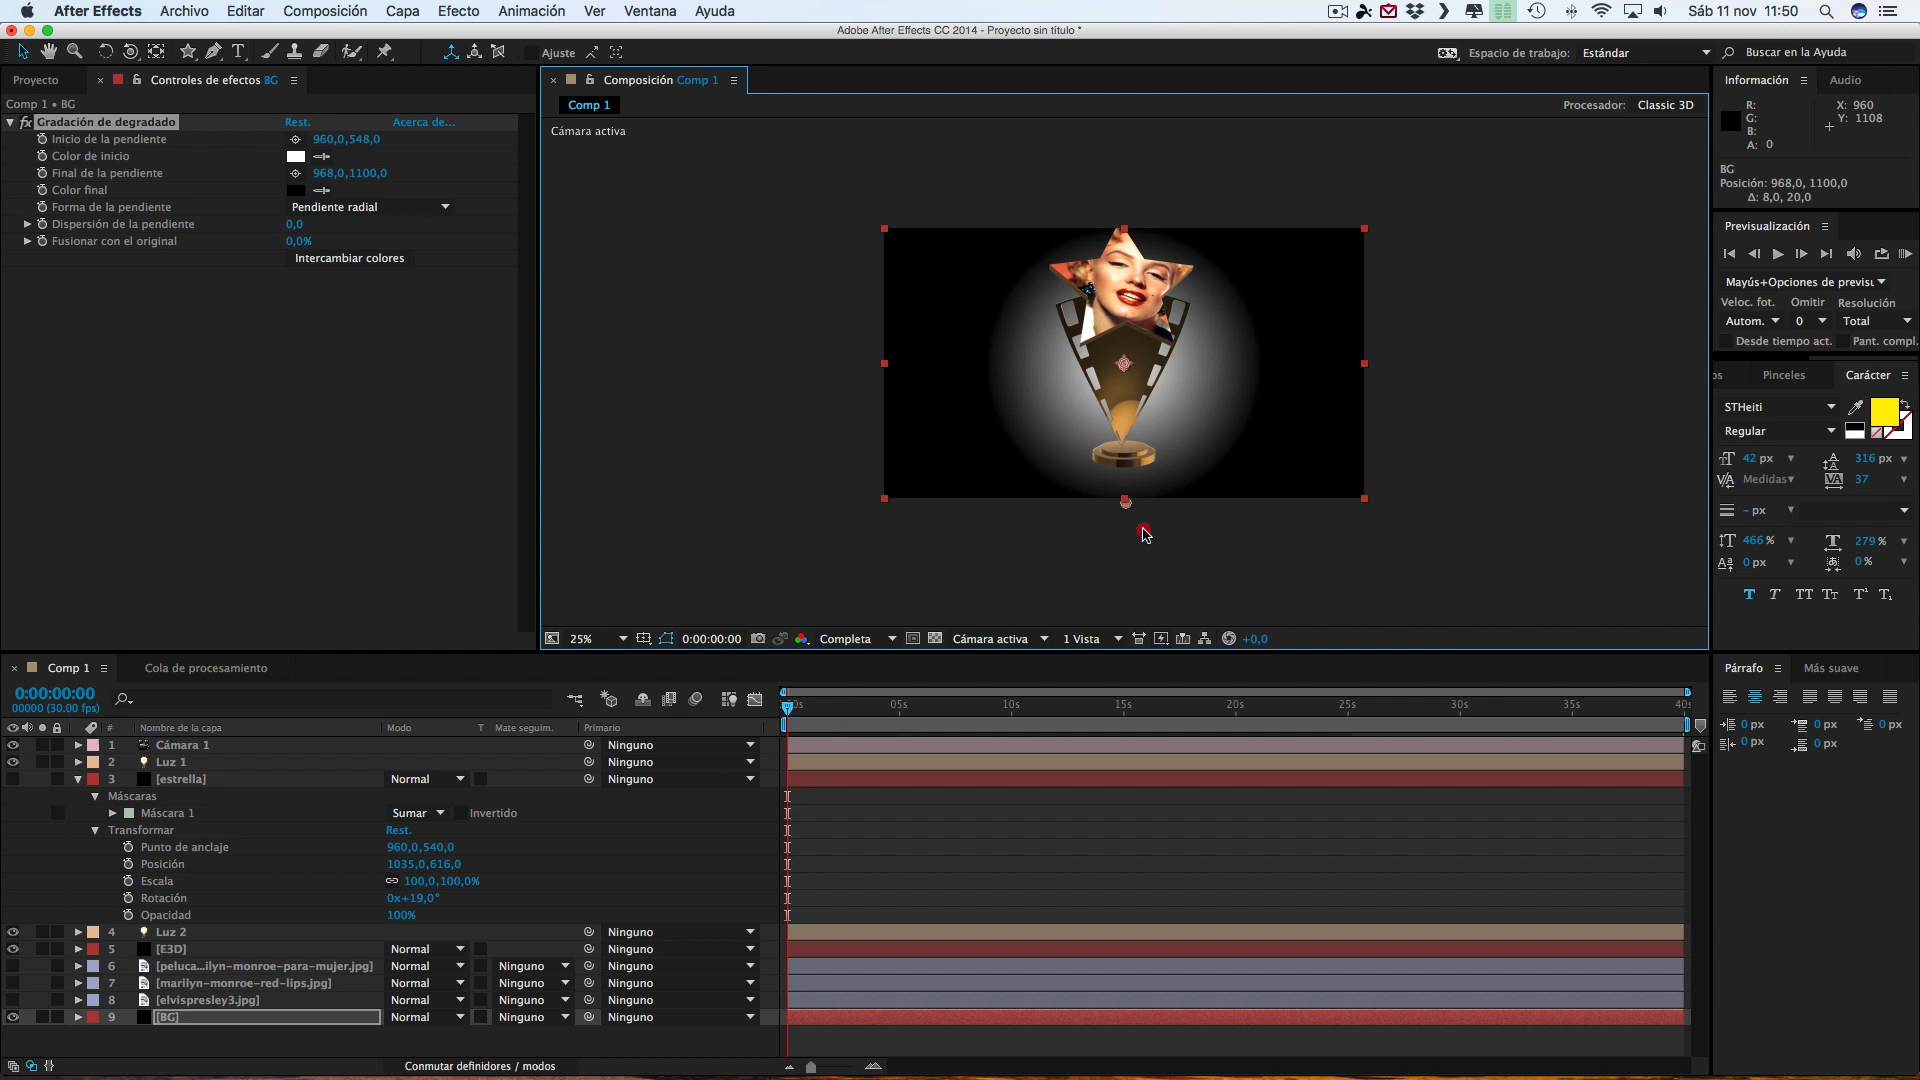 After Effects Archivo Editar Composición Capa Efecto Animación Ver Ventana Ayuda Sáb 11 nov 11:50
Adobe After Effects CC 2014 - Proyecto sin título *
Ajuste Espacio de trabajo: Estándar Buscar en la Ayuda
Proyecto Controles de efectos BG
Comp 1 • BG
fx Gradación de degradado Rest. Acerca de...
Inicio de la pendiente 960,0,548,0
Color de inicio
Final de la pendiente 968,0,1100,0
Color final
Forma de la pendiente Pendiente radial
Dispersión de la pendiente 0,0
Fusionar con el original 0,0%
Intercambiar colores
Composición Comp 1
Comp 1 Procesador: Classic 3D
Cámara activa
25% 0:00:00:00 Completa Cámara activa 1 Vista +0,0
Información Audio
R: X: 960
G: Y: 1108
B:
A: 0
BG
Posición: 968,0, 1100,0
Δ: 8,0, 20,0
Previsualización
Mayús+Opciones de previsu
Veloc. fot. Omitir Resolución
Autom. 0 Total
Desde tiempo act. Pant. compl.
os Pinceles Carácter
STHeiti
Regular
42 px 316 px
Medidas 37
- px
466 % 279 %
0 px 0 %
T T TT Tт T¹ T₁
Párrafo Más suave
0 px 0 px 0 px
0 px 0 px
Comp 1 Cola de procesamiento
0:00:00:00
00000 (30.00 fps)
0s 05s 10s 15s 20s 25s 30s 35s 40s
# Nombre de la capa Modo T Mate seguim. Primario
1 Cámara 1 Ninguno
2 Luz 1 Ninguno
3 [estrella] Normal Ninguno
Máscaras
Máscara 1 Sumar Invertido
Transformar Rest.
Punto de anclaje 960,0,540,0
Posición 1035,0,616,0
Escala 100,0,100,0%
Rotación 0x+19,0°
Opacidad 100%
4 Luz 2 Ninguno
5 [E3D] Normal Ninguno
6 [peluca...ilyn-monroe-para-mujer.jpg] Normal Ninguno Ninguno
7 [marilyn-monroe-red-lips.jpg] Normal Ninguno Ninguno
8 [elvispresley3.jpg] Normal Ninguno Ninguno
9 [BG] Normal Ninguno Ninguno
Conmutar definidores / modos